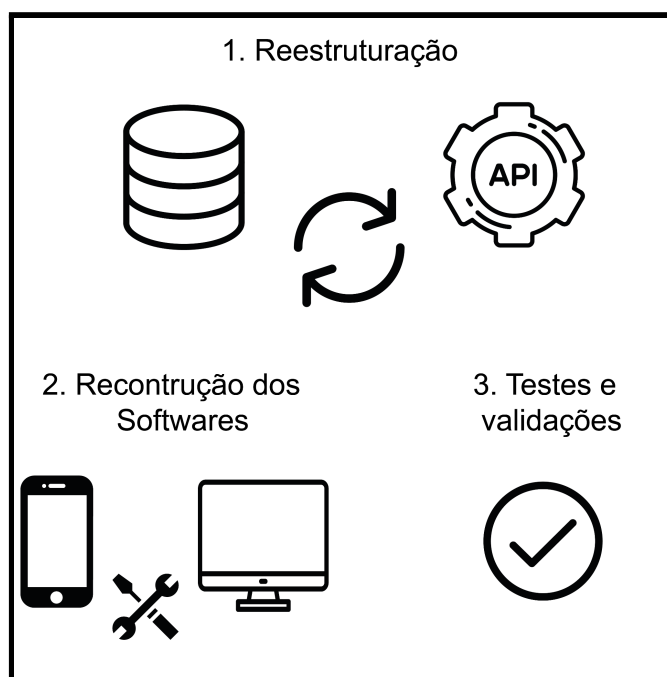 1. Reestruturação
API
2. Recontrução dos
Softwares
3. Testes e
validações